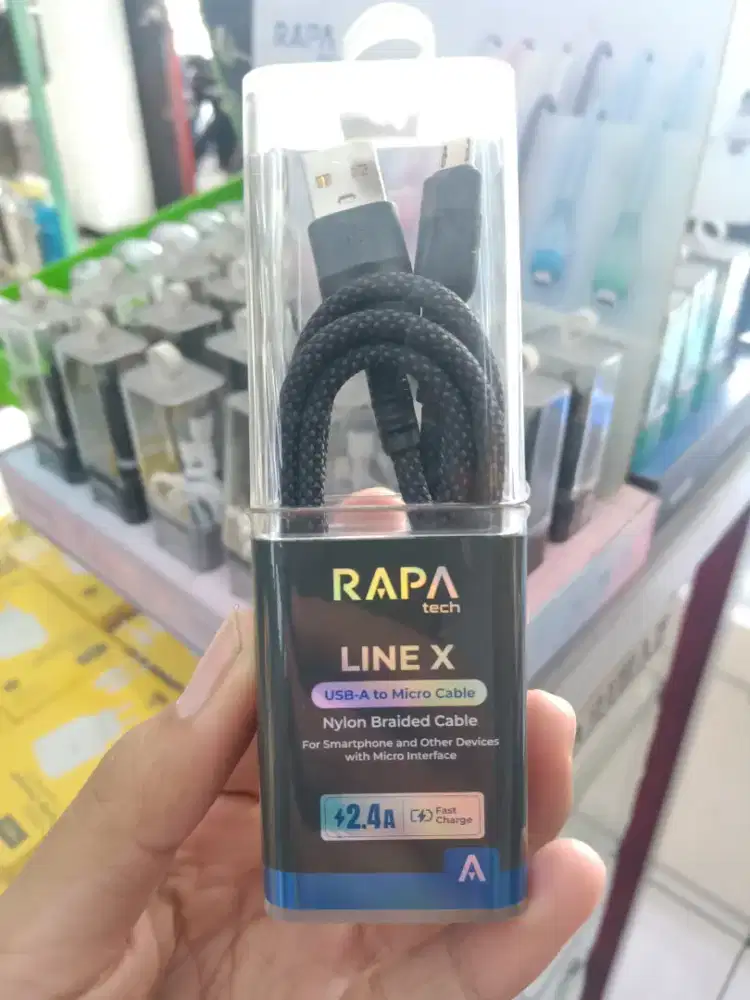 RAPA
RAPA
tech
LINE X
USB-A to Micro Cable
Nylon Braided Cable
For Smartphone and Other Devices
with Micro Interface
2.4A
Fast
Charge